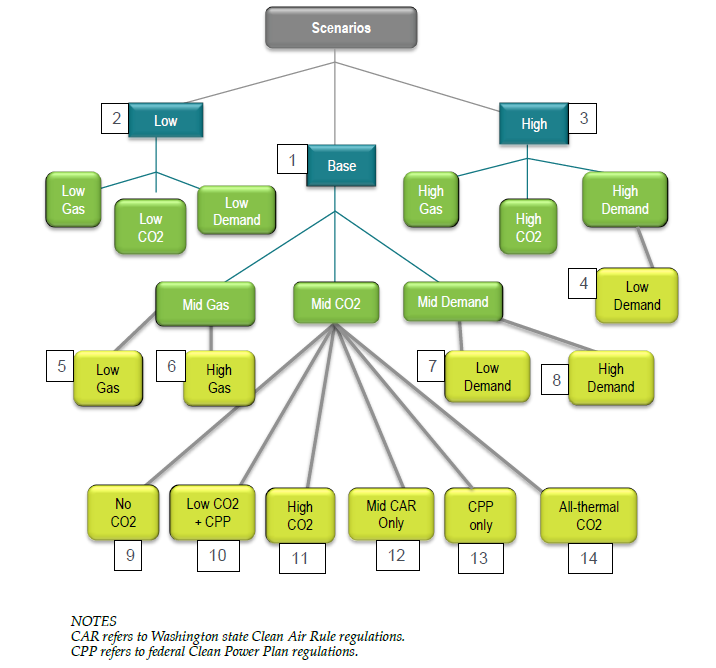 Scenarios
2
Low
1
Base
High
3
Low
Gas
Low
CO2
Low
Demand
High
Gas
High
CO2
High
Demand
Mid Gas
Mid CO2
Mid Demand
4
Low
Demand
5
Low
Gas
6
High
Gas
7
Low
Demand
8
High
Demand
No
CO2
Low CO2
+ CPP
High
CO2
Mid CAR
Only
CPP
only
All-thermal
CO2
9
10
11
12
13
14
NOTES
CAR refers to Washington state Clean Air Rule regulations.
CPP refers to federal Clean Power Plan regulations.